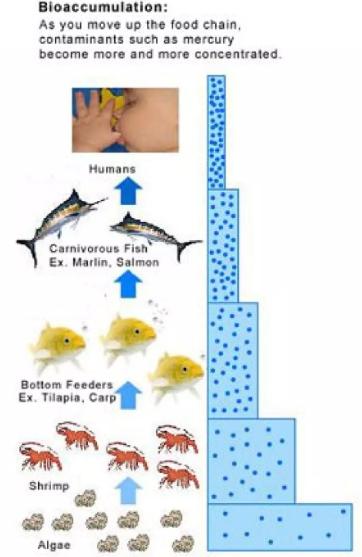 Bioaccumulation:
As you move up the food chain,
contaminants such as mercury
become more and more concentrated.
Humans
Carnivorous Fish
Ex. Marlin, Salmon
Bottom Feeders
Ex. Tilapia, Carp
Shrimp
Algae